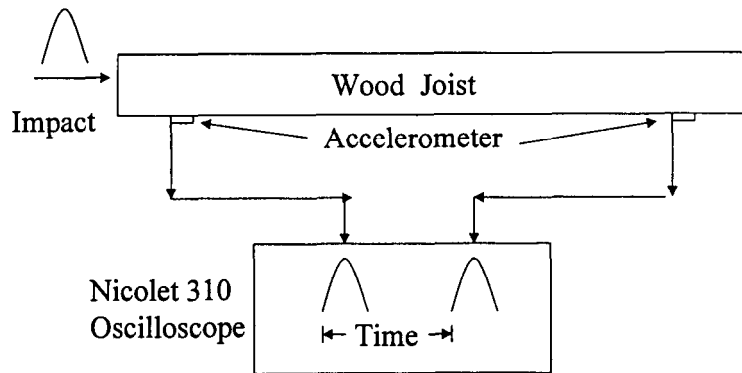 Wood Joist
Impact
Accelerometer
Nicolet 310
Oscilloscope
Time